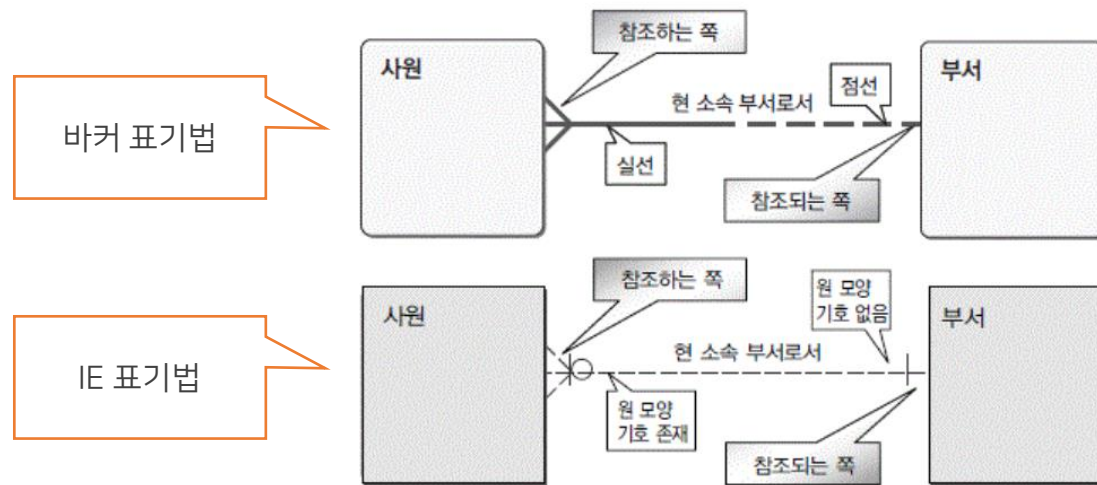 바커 표기법
사원
참조하는 쪽
현 소속 부서로서
점선
부서
실선
참조되는 쪽
IE 표기법
사원
참조하는 쪽
현 소속 부서로서
원 모양
기호 없음
부서
원 모양
기호 존재
참조되는 쪽